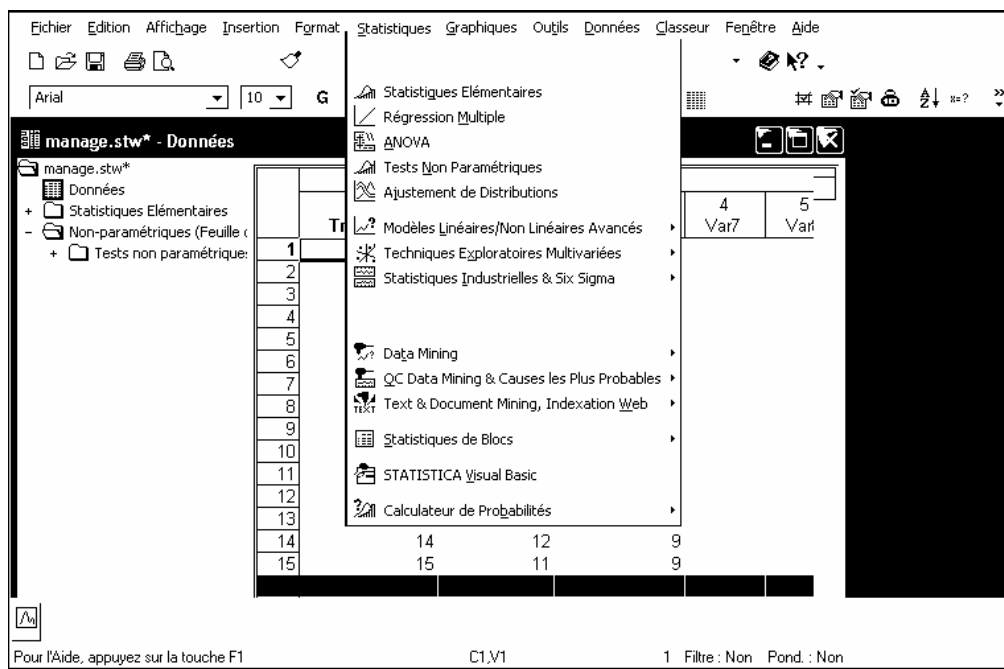 Fichier Edition Affichage Insertion Format Statistiques Graphiques Outils Données Classeur Fenêtre Aide
Arial 10 G x=? »
manage.stw* - Données
manage.stw*
Données
+ Statistiques Elémentaires
- Non-paramétriques (Feuille
+ Tests non paramétrique
Statistiques Elémentaires
Régression Multiple
ANOVA
Tests Non Paramétriques
Ajustement de Distributions
Modèles Linéaires/Non Linéaires Avancés
Techniques Exploratoires Multivariées
Statistiques Industrielles & Six Sigma
Data Mining
QC Data Mining & Causes les Plus Probables
Text & Document Mining, Indexation Web
Statistiques de Blocs
STATISTICA Visual Basic
Calculateur de Probabilités
4 5
Tr Var7 Var
1
2
3
4
5
6
7
8
9
10
11
12
13
14 14 12 9
15 15 11 9
Pour l'Aide, appuyez sur la touche F1 C1,V1 1 Filtre : Non Pond. : Non